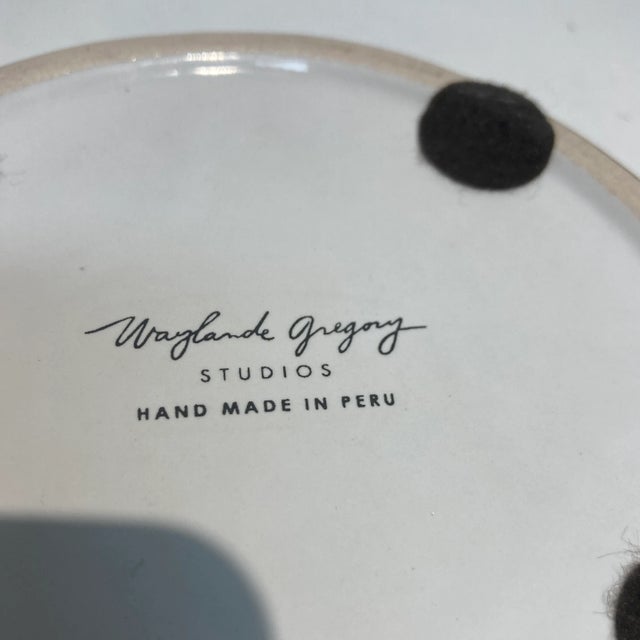 Waylande Gregory
STUDIOS
HAND MADE IN PERU